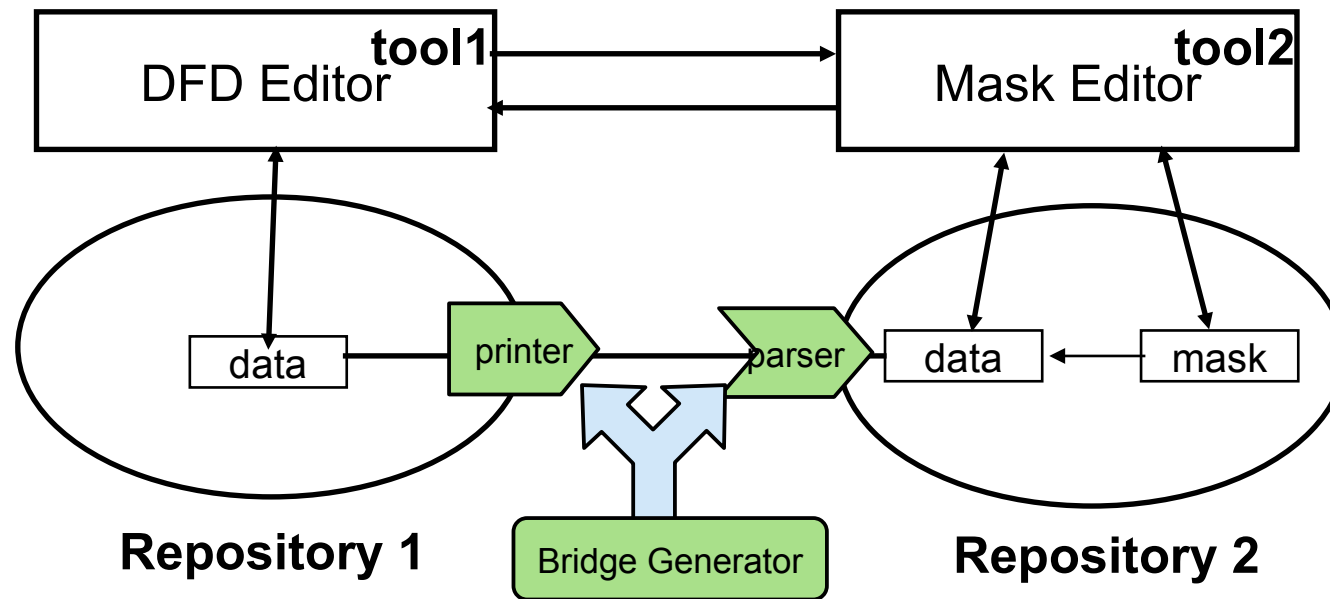 tool1
DFD Editor
tool2
Mask Editor
data
printer
parser
data
mask
Repository 1
Bridge Generator
Repository 2